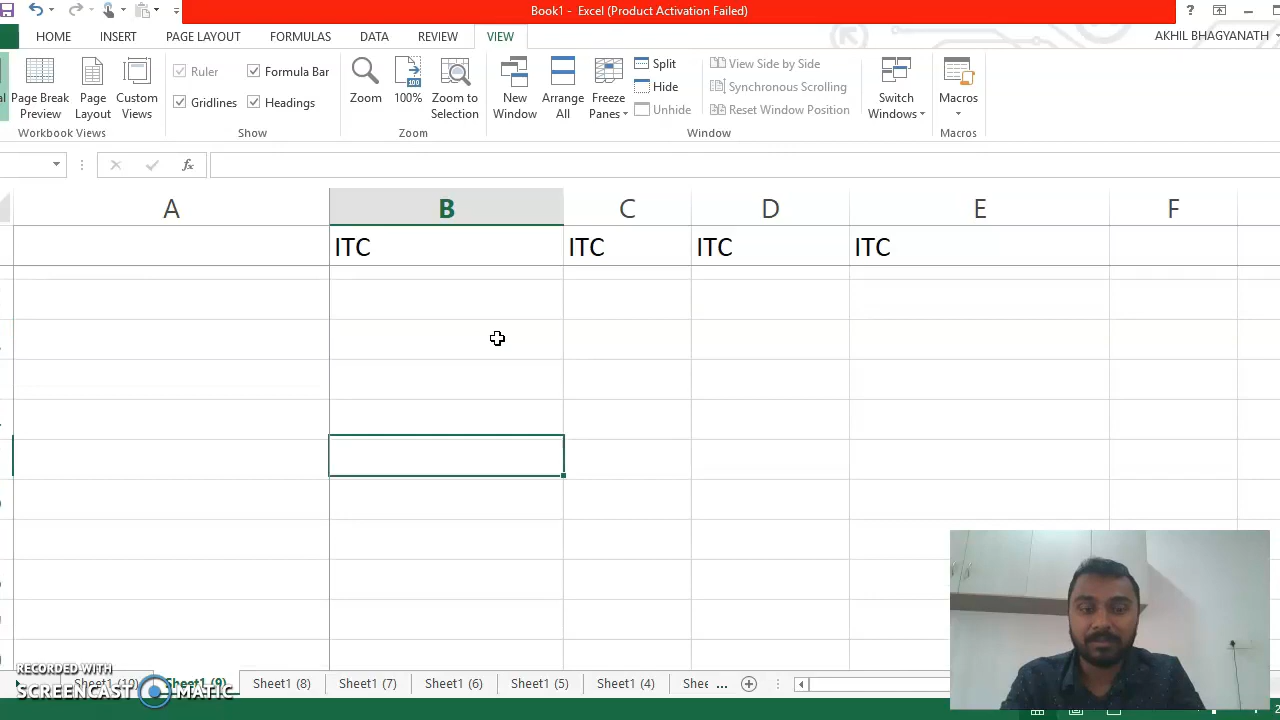 Book1 - Excel (Product Activation Failed)
?
HOME INSERT PAGE LAYOUT FORMULAS DATA REVIEW VIEW AKHIL BHAGYANATH
Page Break Preview
Page Layout
Custom Views
Workbook Views
Ruler
Formula Bar
Gridlines
Headings
Show
Zoom
100%
Zoom to Selection
Zoom
New Window
Arrange All
Freeze Panes
Split
Hide
Unhide
View Side by Side
Synchronous Scrolling
Reset Window Position
Window
Switch Windows
Macros
Macros
fx
A B C D E F
ITC ITC ITC ITC
Sheet1 (10) Sheet1 (9) Sheet1 (8) Sheet1 (7) Sheet1 (6) Sheet1 (5) Sheet1 (4) Shee ...
RECORDED WITH
SCREENCAST MATIC